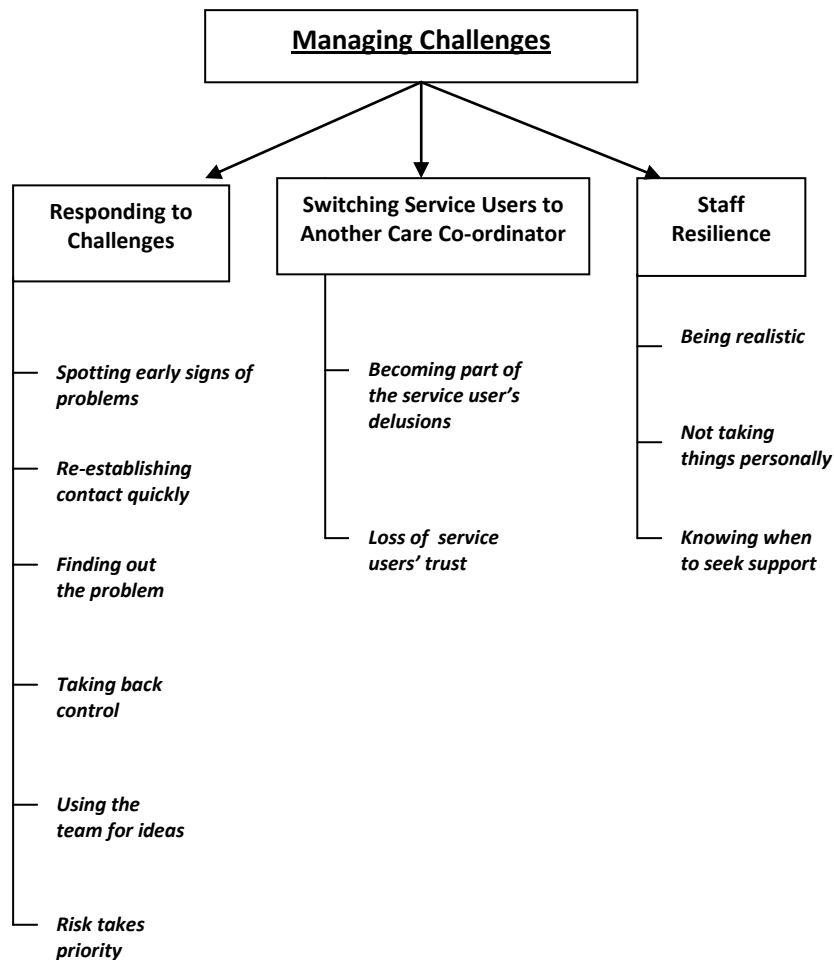 Managing Challenges
Responding to
Challenges
Spotting early signs of
problems
Re-establishing
contact quickly
Finding out
the problem
Taking back
control
Using the
team for ideas
Risk takes
priority
Switching Service Users to
Another Care Co-ordinator
Becoming part of
the service user’s
delusions
Loss of service
users’ trust
Staff
Resilience
Being realistic
Not taking
things personally
Knowing when
to seek support